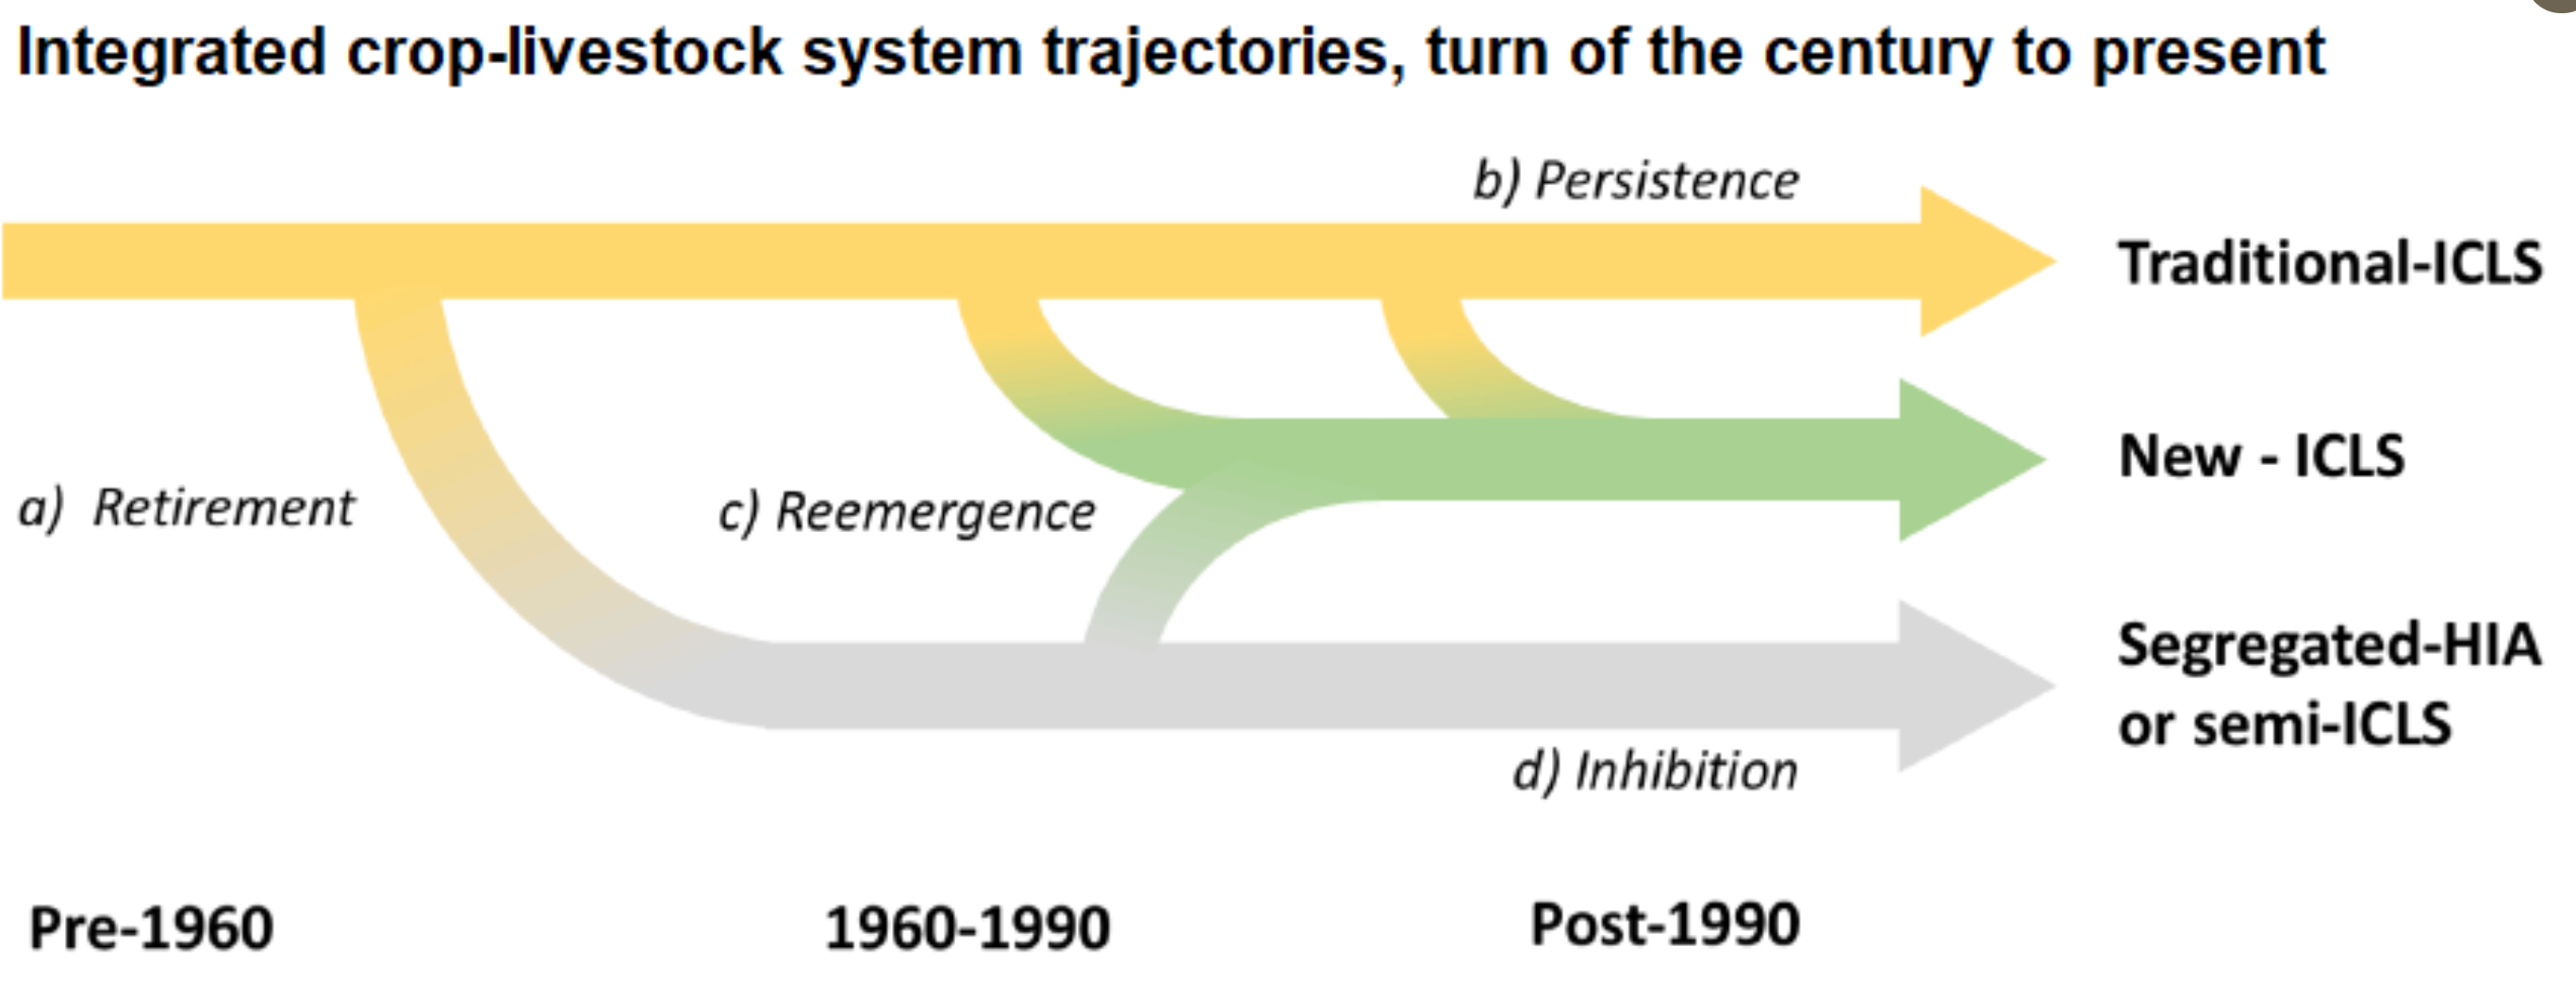 Integrated crop-livestock system trajectories, turn of the century to present
b) Persistence
Traditional-ICLS
New - ICLS
a) Retirement
c) Reemergence
Segregated-HIA
or semi-ICLS
d) Inhibition
Pre-1960
1960-1990
Post-1990